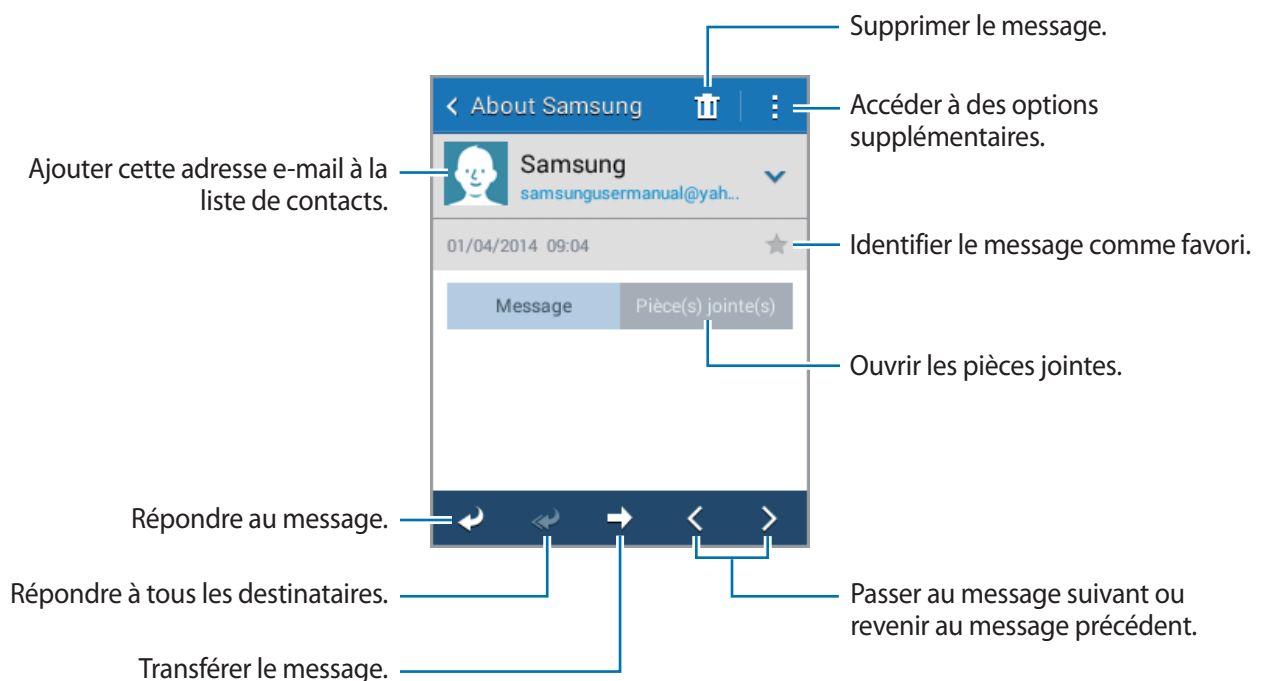 Supprimer le message.
About Samsung
Accéder à des options
supplémentaires.
Ajouter cette adresse e-mail à la
liste de contacts.
Samsung
samsungusermanual@yah...
01/04/2014 09:04
Identifier le message comme favori.
Message
Pièce(s) jointe(s)
Ouvrir les pièces jointes.
Répondre au message.
Répondre à tous les destinataires.
Passer au message suivant ou
revenir au message précédent.
Transférer le message.